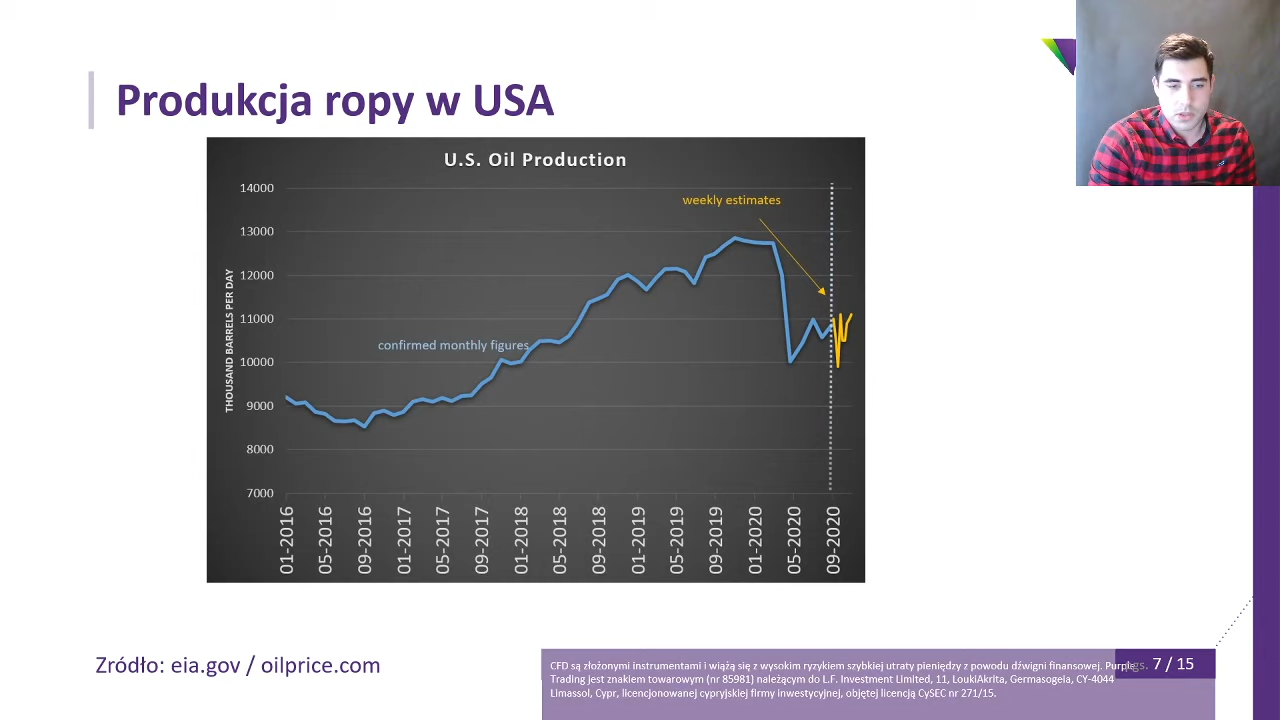 Produkcja ropy w USA
U.S. Oil Production
14000
13000
12000
11000
10000
9000
8000
7000
THOUSAND BARRELS PER DAY
weekly estimates
confirmed monthly figures
01-2016
05-2016
09-2016
01-2017
05-2017
09-2017
01-2018
05-2018
09-2018
01-2019
05-2019
09-2019
01-2020
05-2020
09-2020
Zródło: eia.gov / oilprice.com
CFD są złożonymi instrumentami i wiążą się z wysokim ryzykiem szybkiej utraty pieniędzy z powodu dźwigni finansowej. Purple
Trading jest znakiem towarowym (nr 85981) należącym do L.F. Investment Limited, 11, LoukiAkrita, Germasogeia, CY-4044
Limassol, Cypr, licencjonowanej cypryjskiej firmy inwestycyjnej, objętej licencją CySEC nr 271/15.
pgs. 7 / 15